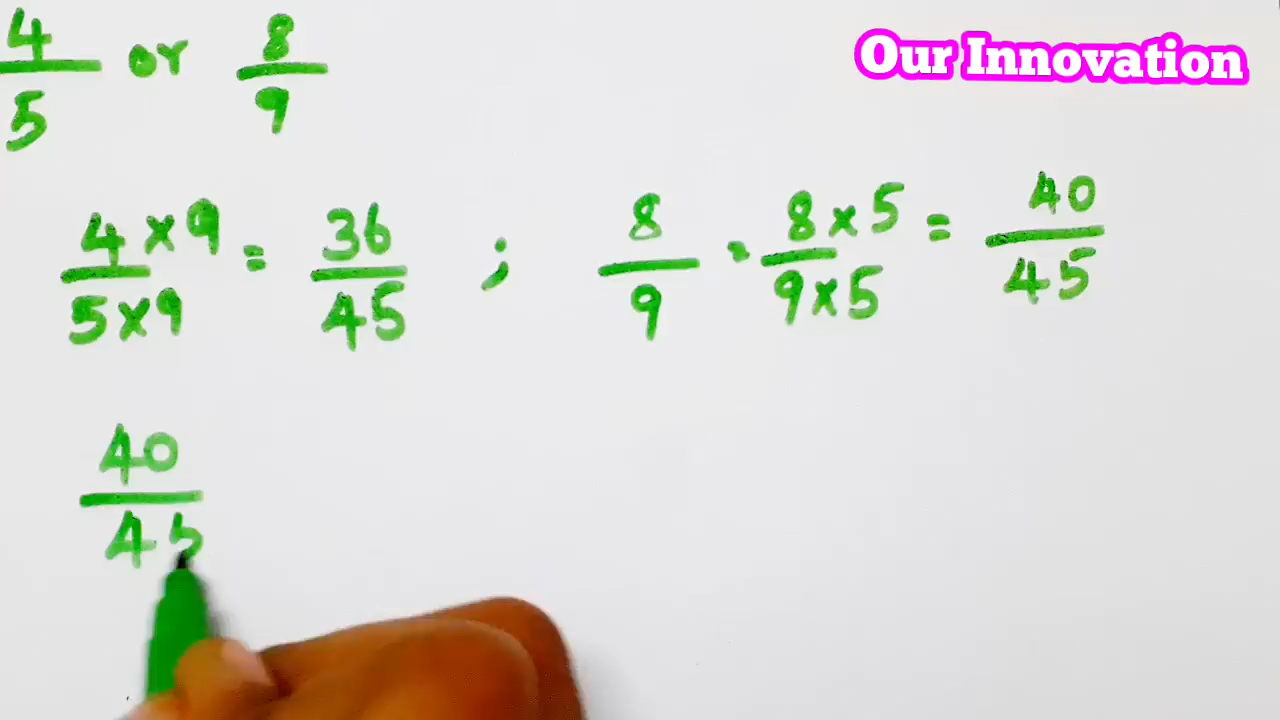 4/5 or 8/9
Our Innovation
4×9/5×9 = 36/45 ; 8/9 = 8×5/9×5 = 40/45
40/45